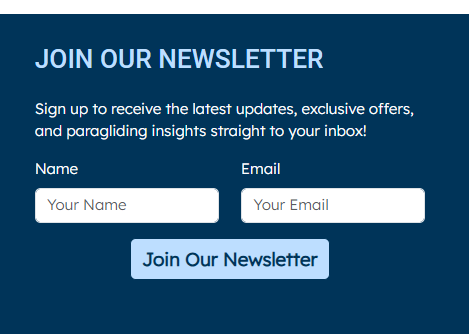 JOIN OUR NEWSLETTER
Sign up to receive the latest updates, exclusive offers,
and paragliding insights straight to your inbox!
Name Email
Your Name Your Email
Join Our Newsletter